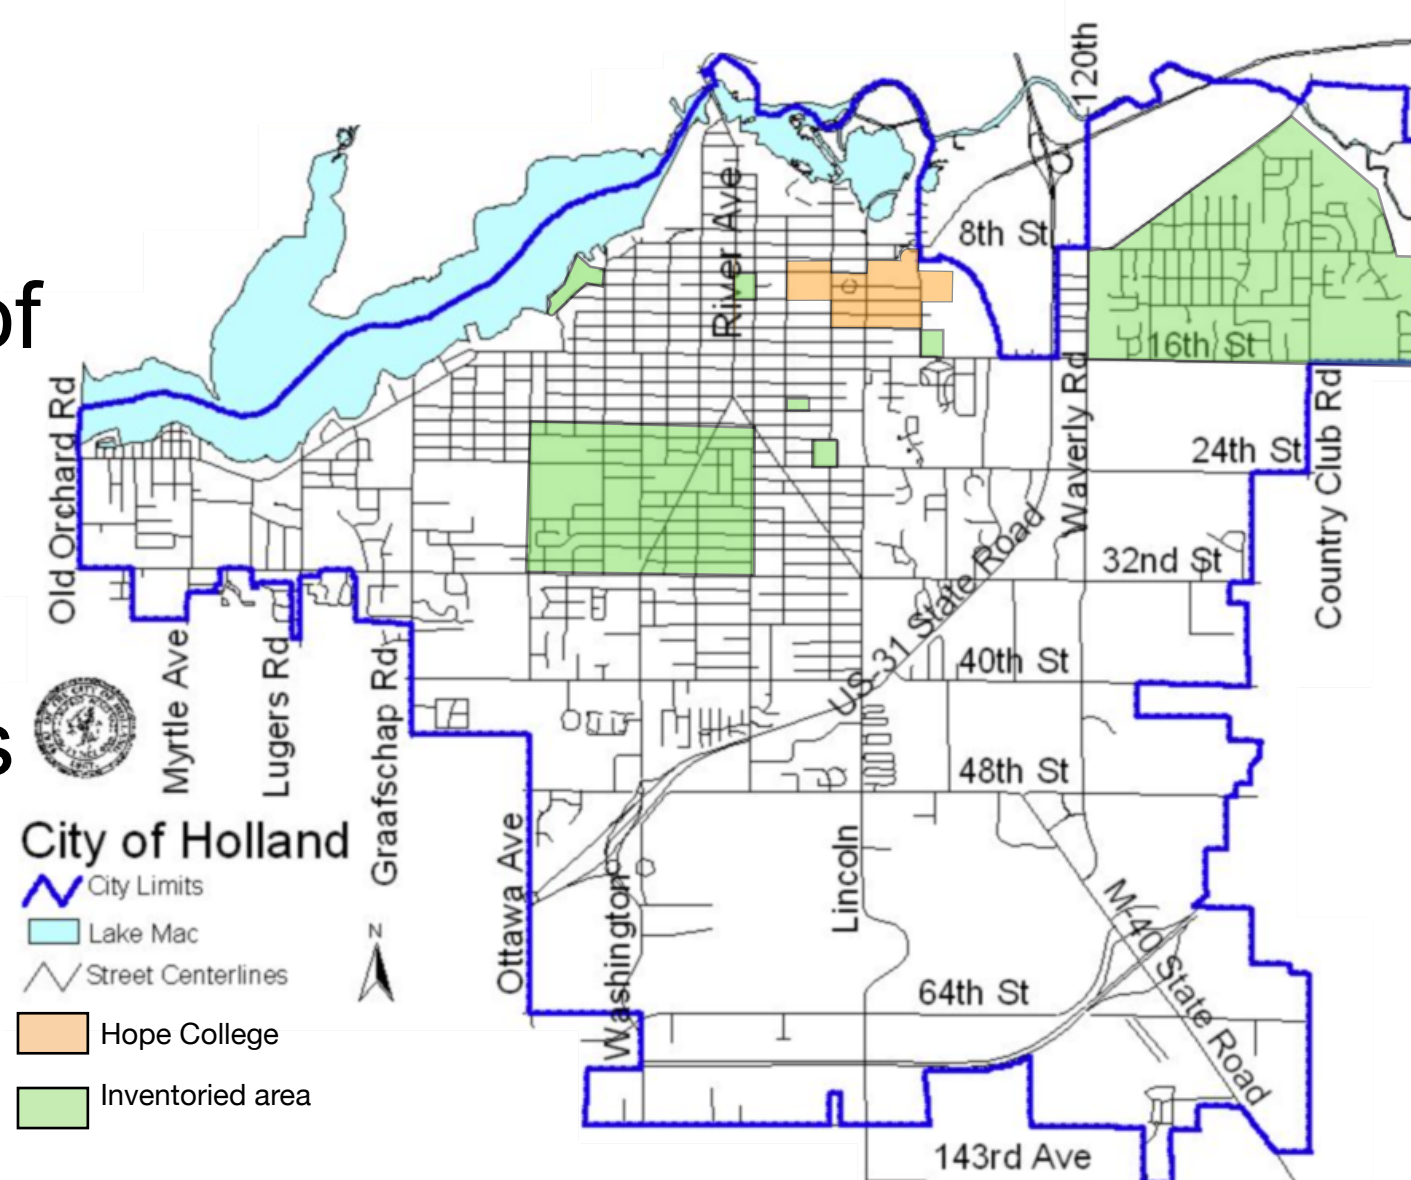 of
s
120th
River Ave
8th St
16th St
Old Orchard Rd
Waverly Rd
24th St
Country Club Rd
32nd St
US-31 State Road
40th St
Myrtle Ave
Lugers Rd
Graafschap Rd
48th St
City of Holland
City Limits
Lake Mac
Street Centerlines
N
Hope College
Inventoried area
Ottawa Ave
Washington
Lincoln
M-40 State Road
64th St
143rd Ave